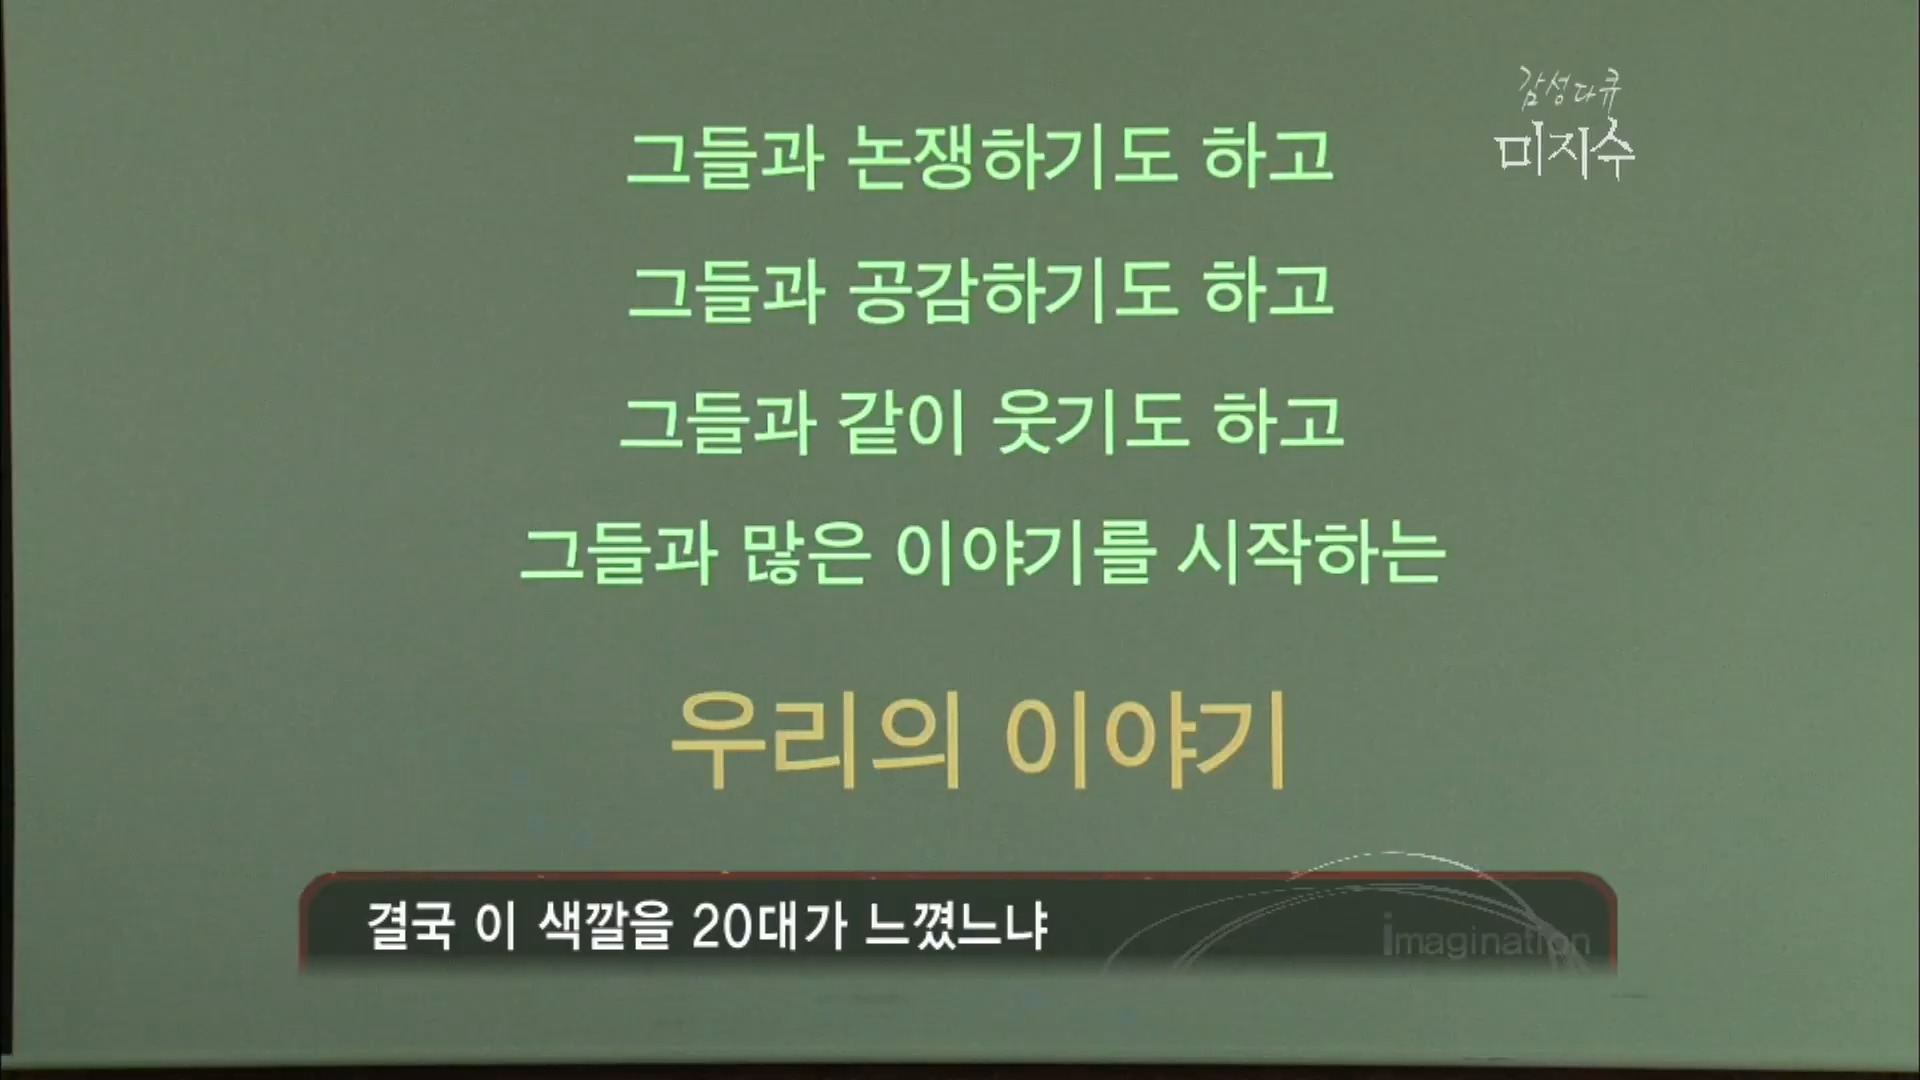 감성다큐
미지수
그들과 논쟁하기도 하고
그들과 공감하기도 하고
그들과 같이 웃기도 하고
그들과 많은 이야기를 시작하는
우리의 이야기
결국 이 색깔을 20대가 느꼈느냐
imagination